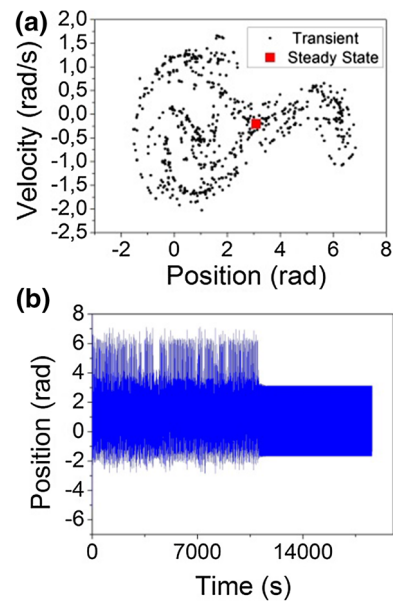 (a)
2,0
1,5
1,0
0,5
0,0
-0,5
-1,0
-1,5
-2,0
-2,5
Velocity (rad/s)
Transient
Steady State
-2 0 2 4 6 8
Position (rad)
(b)
8
6
4
2
0
-2
-4
-6
Position (rad)
0 7000 14000
Time (s)